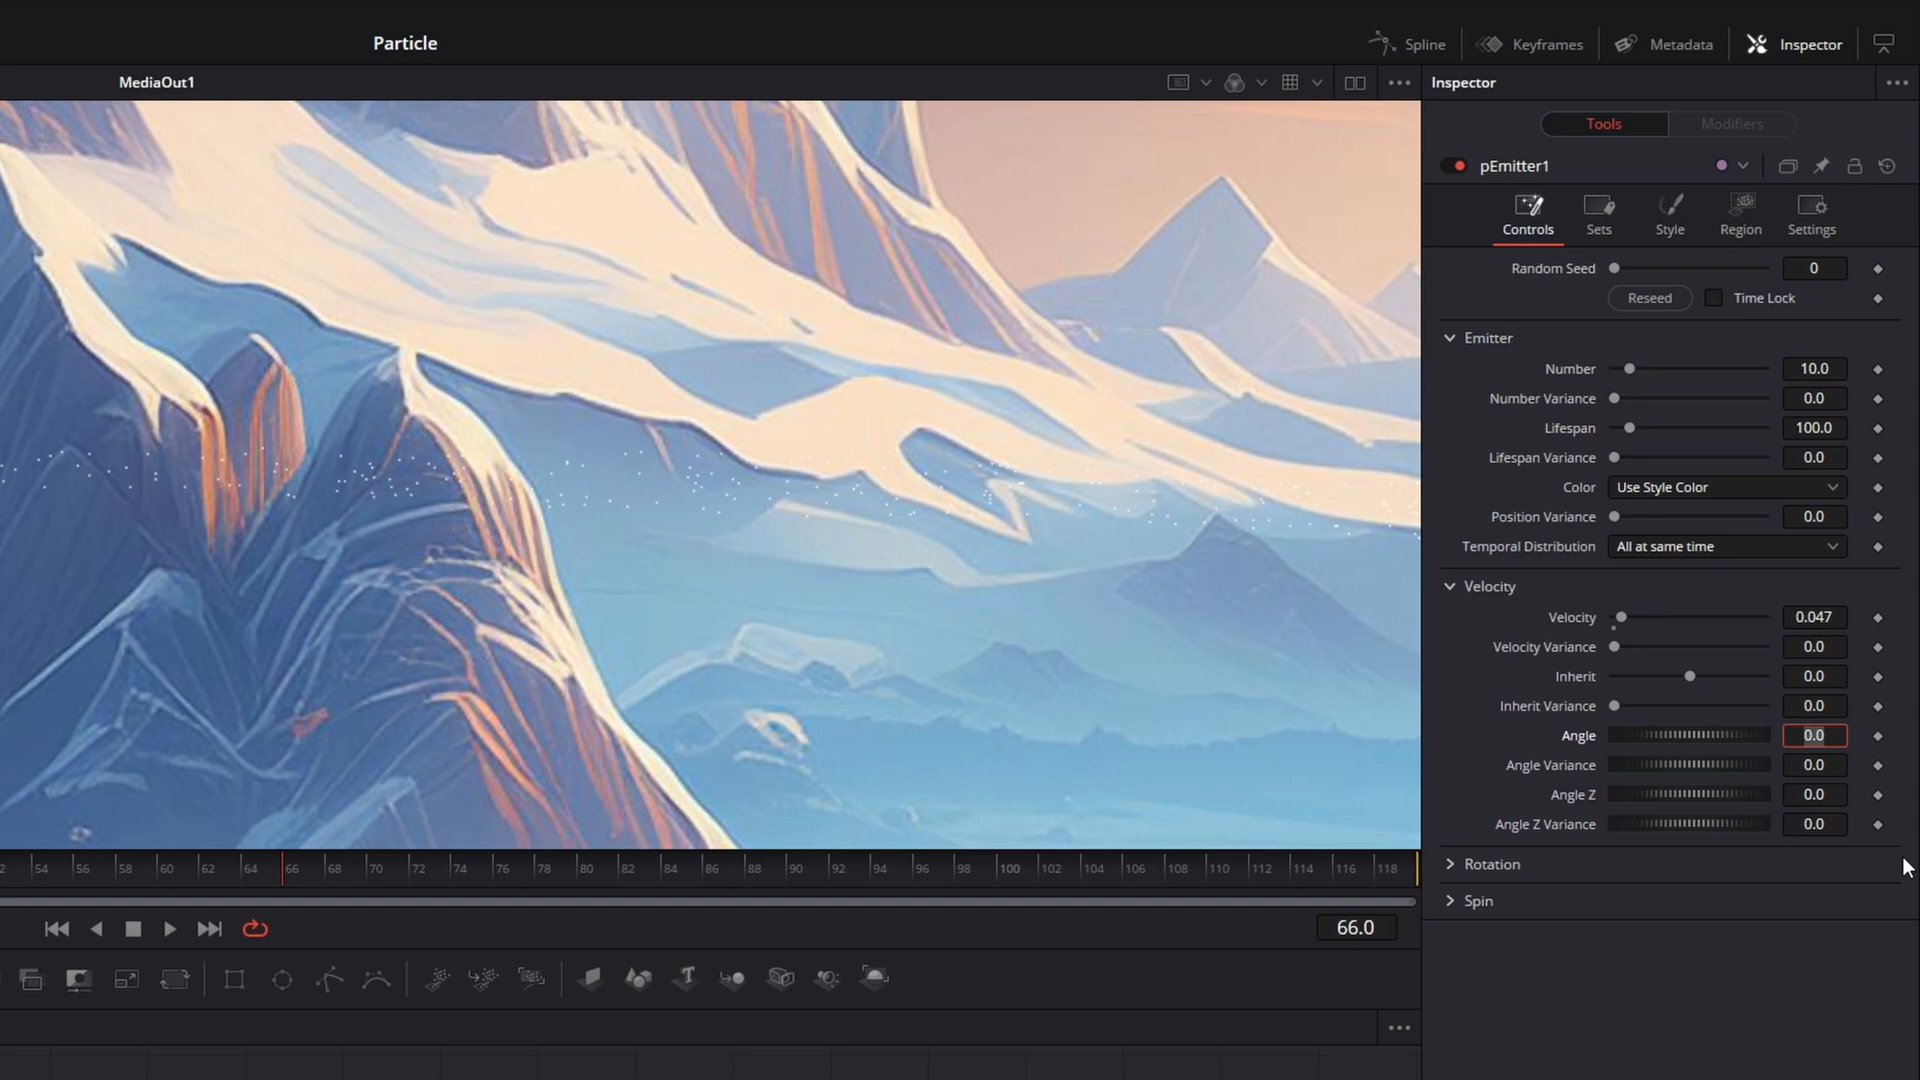 Particle
Spline
Keyframes
Metadata
Inspector
MediaOut1
Inspector
Tools
Modifiers
pEmitter1
Controls
Sets
Style
Region
Settings
Random Seed
0
Reseed
Time Lock
Emitter
Number
10.0
Number Variance
0.0
Lifespan
100.0
Lifespan Variance
0.0
Color
Use Style Color
Position Variance
0.0
Temporal Distribution
All at same time
Velocity
Velocity
0.047
Velocity Variance
0.0
Inherit
0.0
Inherit Variance
0.0
Angle
0.0
Angle Variance
0.0
Angle Z
0.0
Angle Z Variance
0.0
Rotation
Spin
54 56 58 60 62 64 66 68 70 72 74 76 78 80 82 84 86 88 90 92 94 96 98 100 102 104 106 108 110 112 114 116 118
66.0